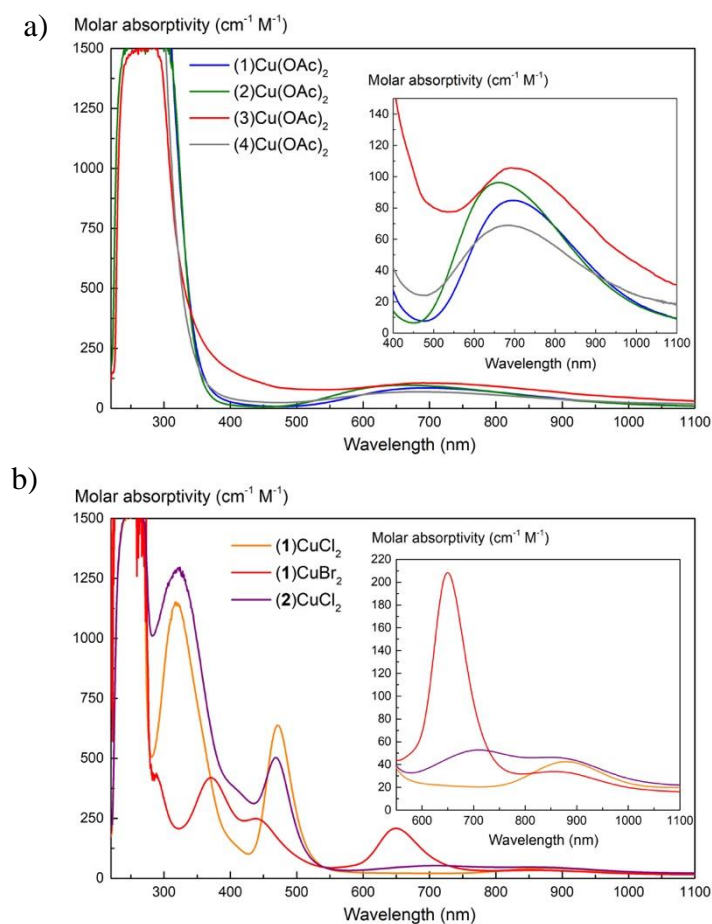 a)
Molar absorptivity (cm⁻¹ M⁻¹)
1500
1250
1000
750
500
250
0
(1)Cu(OAc)₂
(2)Cu(OAc)₂
(3)Cu(OAc)₂
(4)Cu(OAc)₂
Molar absorptivity (cm⁻¹ M⁻¹)
140
120
100
80
60
40
20
0
400 500 600 700 800 900 1000 1100
Wavelength (nm)
300 400 500 600 700 800 900 1000 1100
Wavelength (nm)
b)
Molar absorptivity (cm⁻¹ M⁻¹)
1500
1250
1000
750
500
250
0
(1)CuCl₂
(1)CuBr₂
(2)CuCl₂
Molar absorptivity (cm⁻¹ M⁻¹)
220
200
180
160
140
120
100
80
60
40
20
0
600 700 800 900 1000 1100
Wavelength (nm)
300 400 500 600 700 800 900 1000 1100
Wavelength (nm)